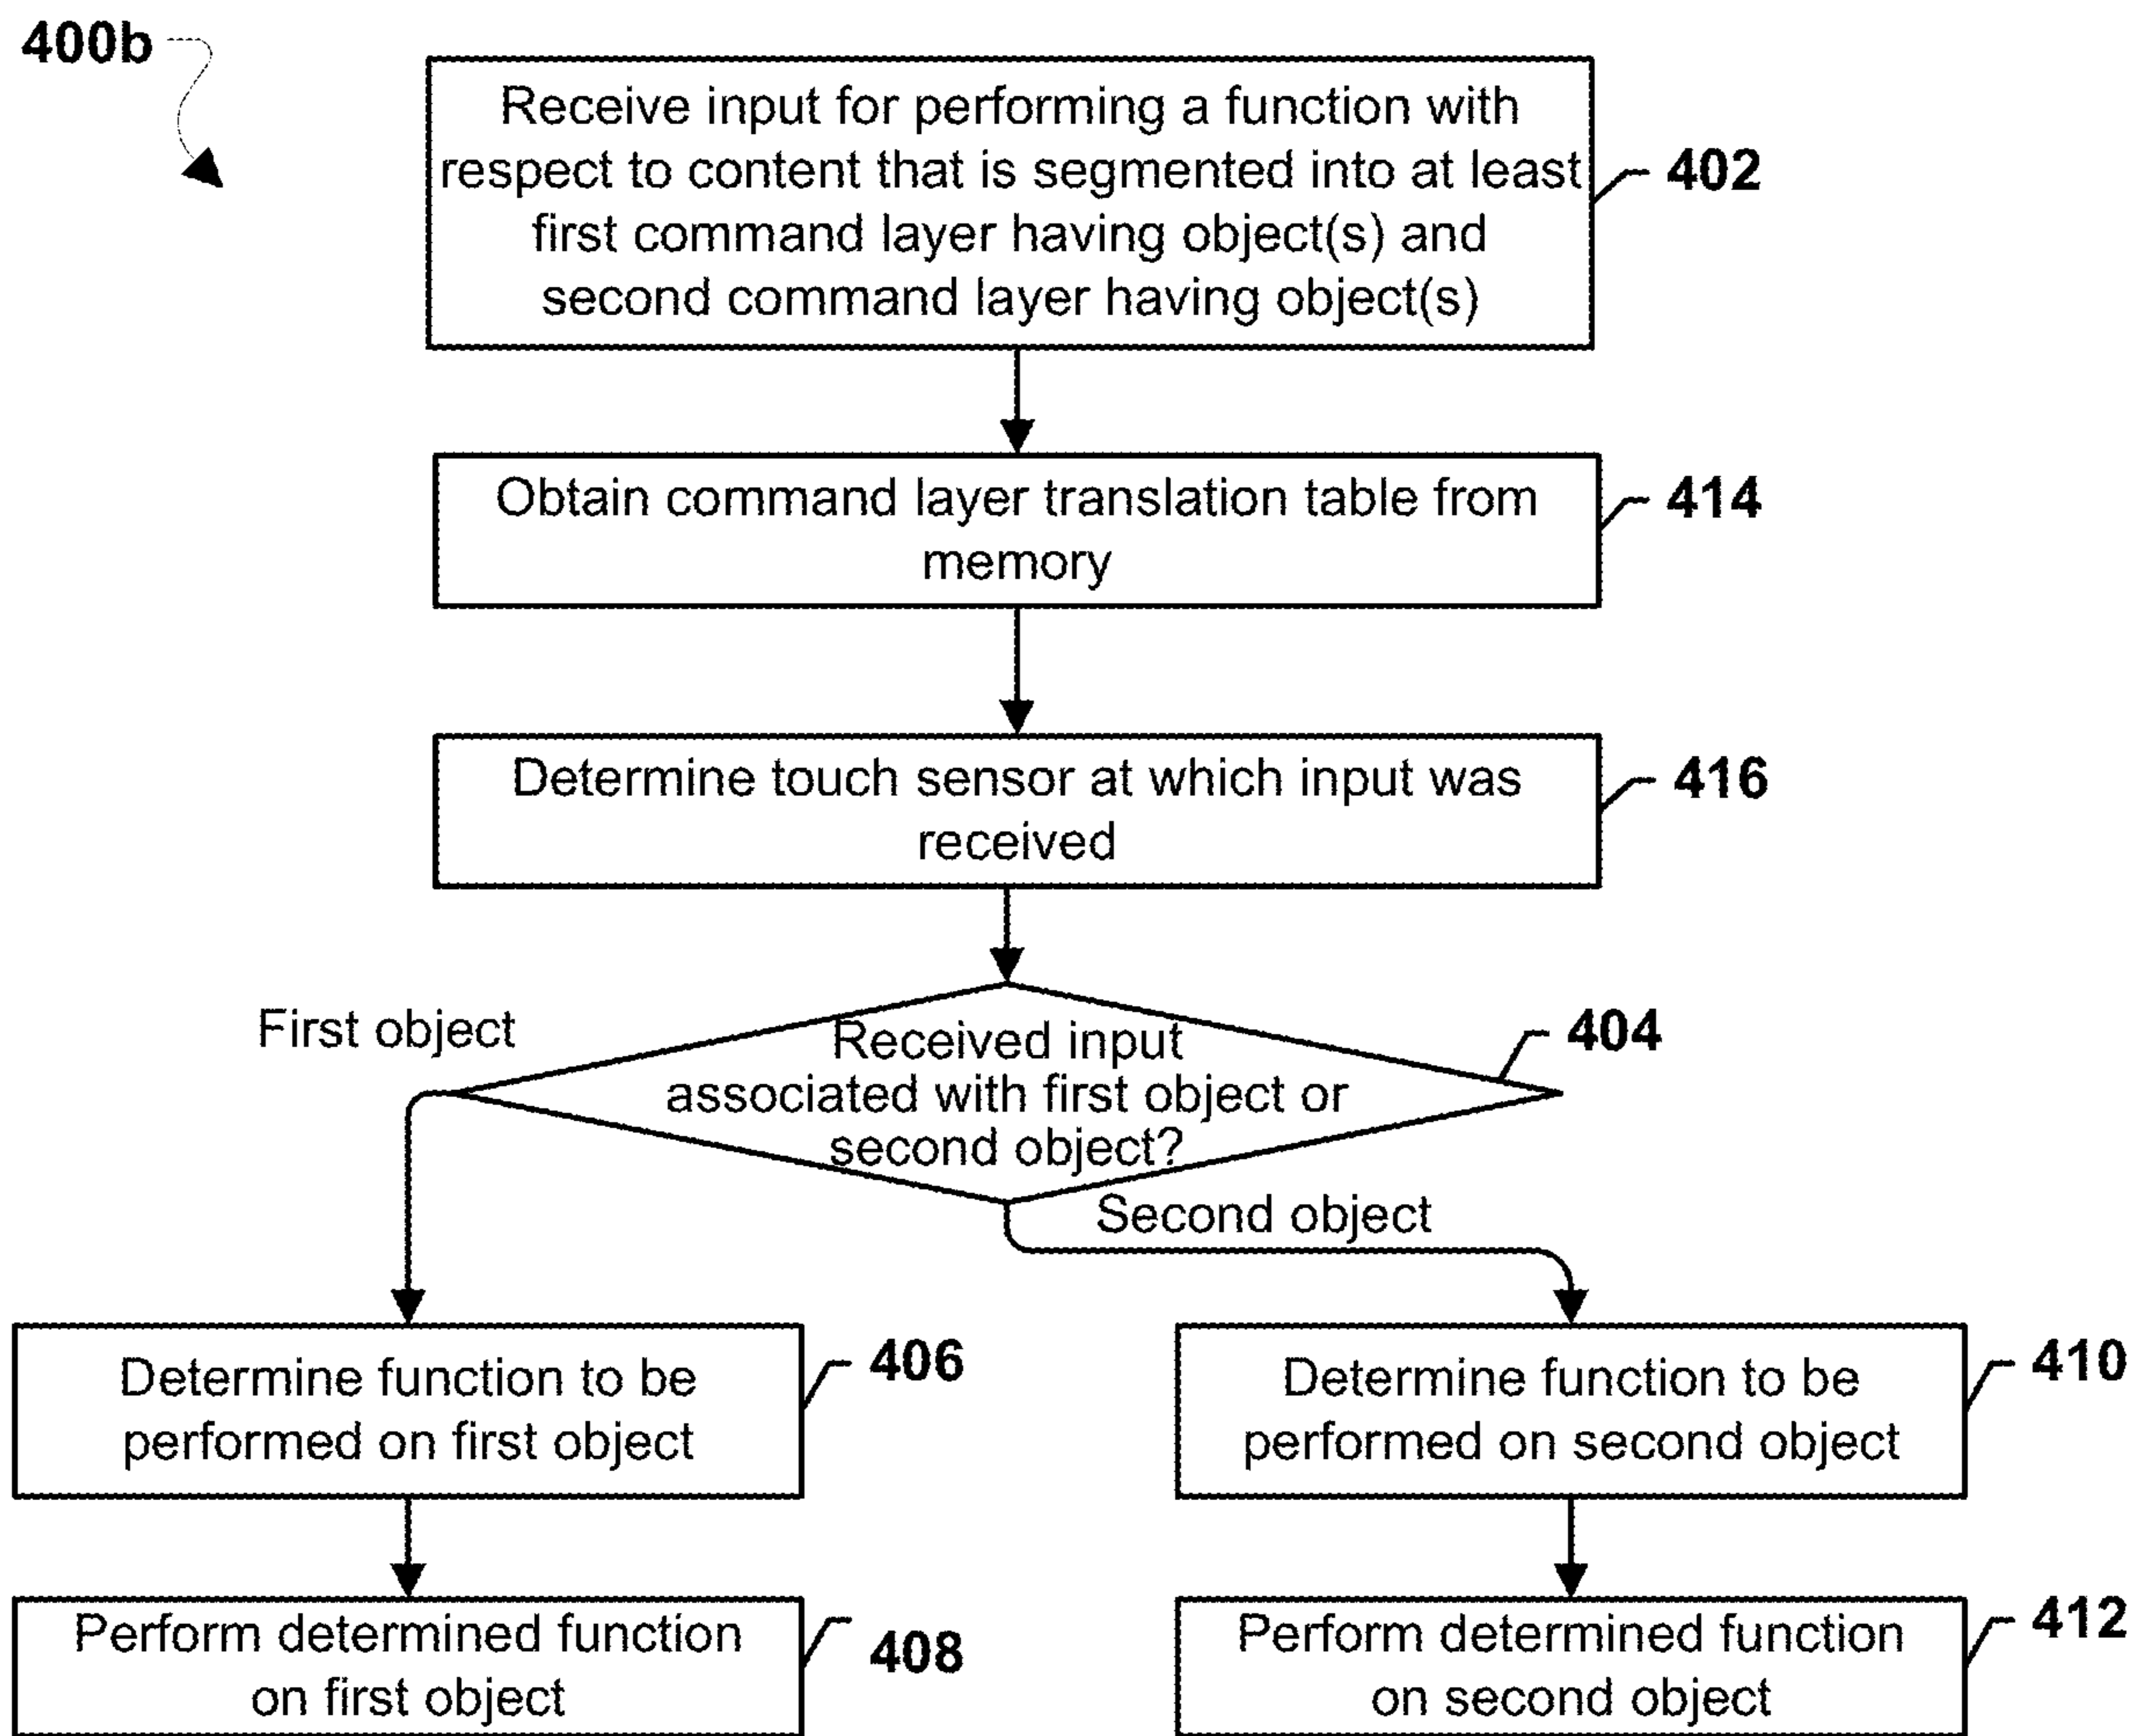 400b
Receive input for performing a function with
respect to content that is segmented into at least
first command layer having object(s) and
second command layer having object(s)
402
Obtain command layer translation table from
memory
414
Determine touch sensor at which input was
received
416
First object
Received input
associated with first object or
second object?
404
Second object
Determine function to be
performed on first object
406
Determine function to be
performed on second object
410
Perform determined function
on first object
408
Perform determined function
on second object
412